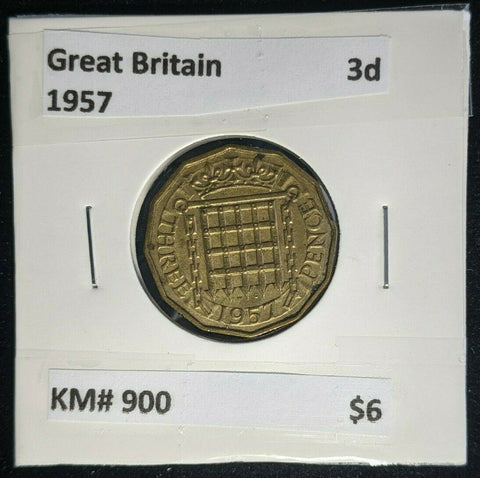 Great Britain 3d
1957
THREE PENCE
1957
KM# 900 $6